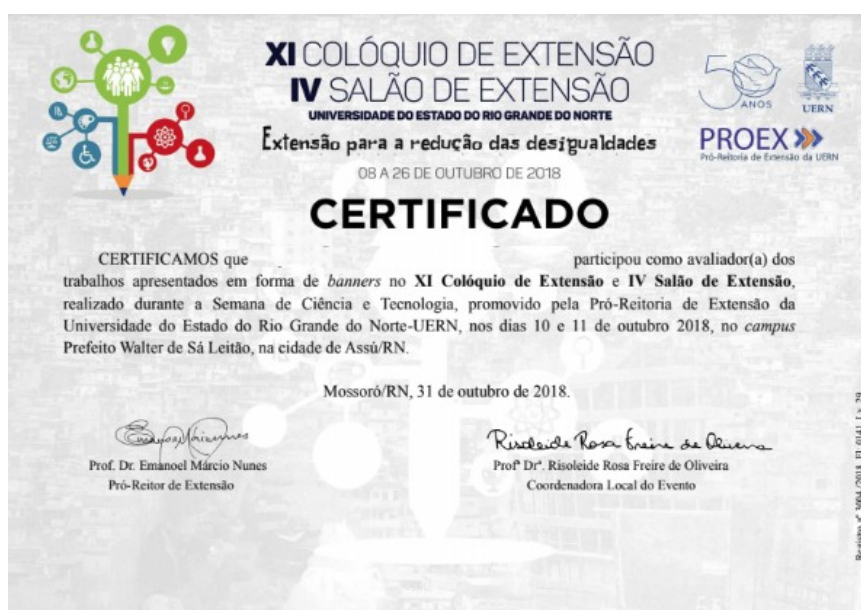 XI COLÓQUIO DE EXTENSÃO
IV SALÃO DE EXTENSÃO
UNIVERSIDADE DO ESTADO DO RIO GRANDE DO NORTE
Extensão para a redução das desigualdades
08 A 26 DE OUTUBRO DE 2018
50 ANOS
UERN
PROEX
Pró-Reitoria de Extensão da UERN
CERTIFICADO
CERTIFICAMOS que participou como avaliador(a) dos
trabalhos apresentados em forma de banners no XI Colóquio de Extensão e IV Salão de Extensão,
realizado durante a Semana de Ciência e Tecnologia, promovido pela Pró-Reitoria de Extensão da
Universidade do Estado do Rio Grande do Norte-UERN, nos dias 10 e 11 de outubro 2018, no campus
Prefeito Walter de Sá Leitão, na cidade de Assú/RN.
Mossoró/RN, 31 de outubro de 2018.
Risoleide Rosa Freire de Oliveira
Prof. Dr. Emanoel Márcio Nunes
Pró-Reitor de Extensão
Profª Drª. Risoleide Rosa Freire de Oliveira
Coordenadora Local do Evento